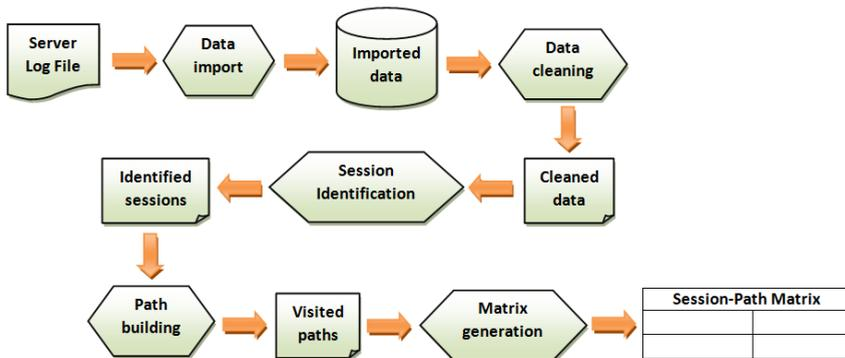 Server
Log File
Data
import
Imported
data
Data
cleaning
Identified
sessions
Session
Identification
Cleaned
data
Path
building
Visited
paths
Matrix
generation
Session-Path Matrix